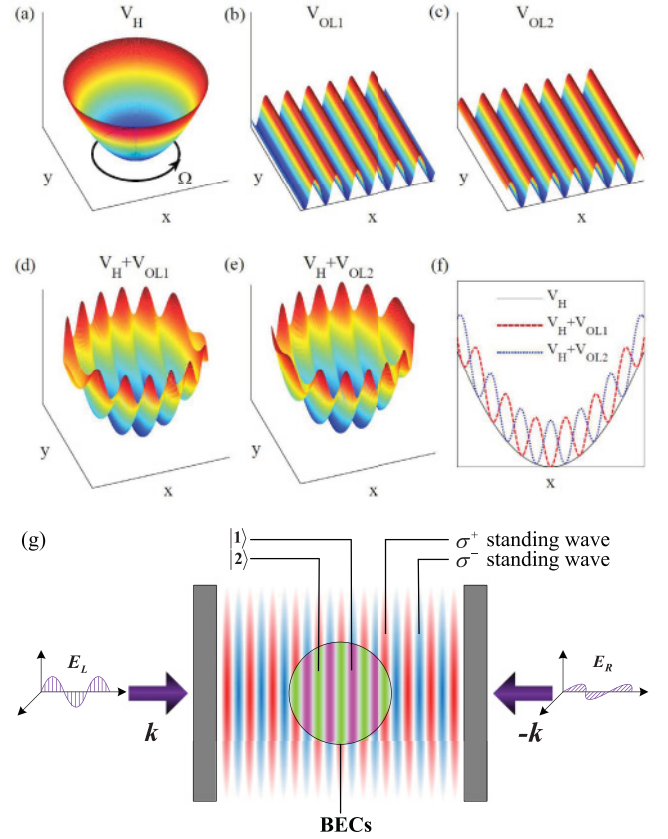 (a) V_H
(b) V_OL1
(c) V_OL2
y
Ω
x
y
x
y
x
(d) V_H+V_OL1
(e) V_H+V_OL2
(f)
V_H
V_H+V_OL1
V_H+V_OL2
y
x
y
x
x
(g)
|1⟩
|2⟩
σ⁺ standing wave
σ⁻ standing wave
E_L
E_R
k
-k
BECs